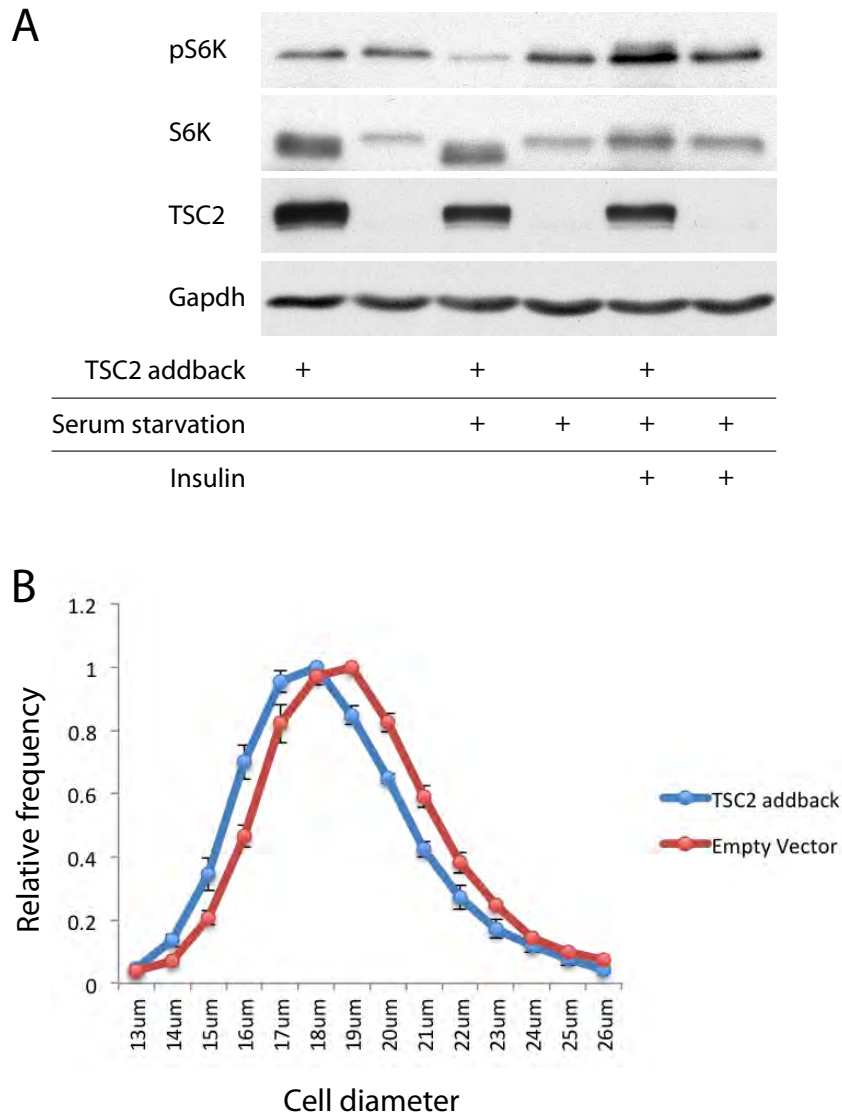 A
pS6K
S6K
TSC2
Gapdh
TSC2 addback + + +
Serum starvation + + + +
Insulin + +
B
1.2
1
0.8
0.6
0.4
0.2
0
Relative frequency
13um 14um 15um 16um 17um 18um 19um 20um 21um 22um 23um 24um 25um 26um
Cell diameter
TSC2 addback
Empty Vector